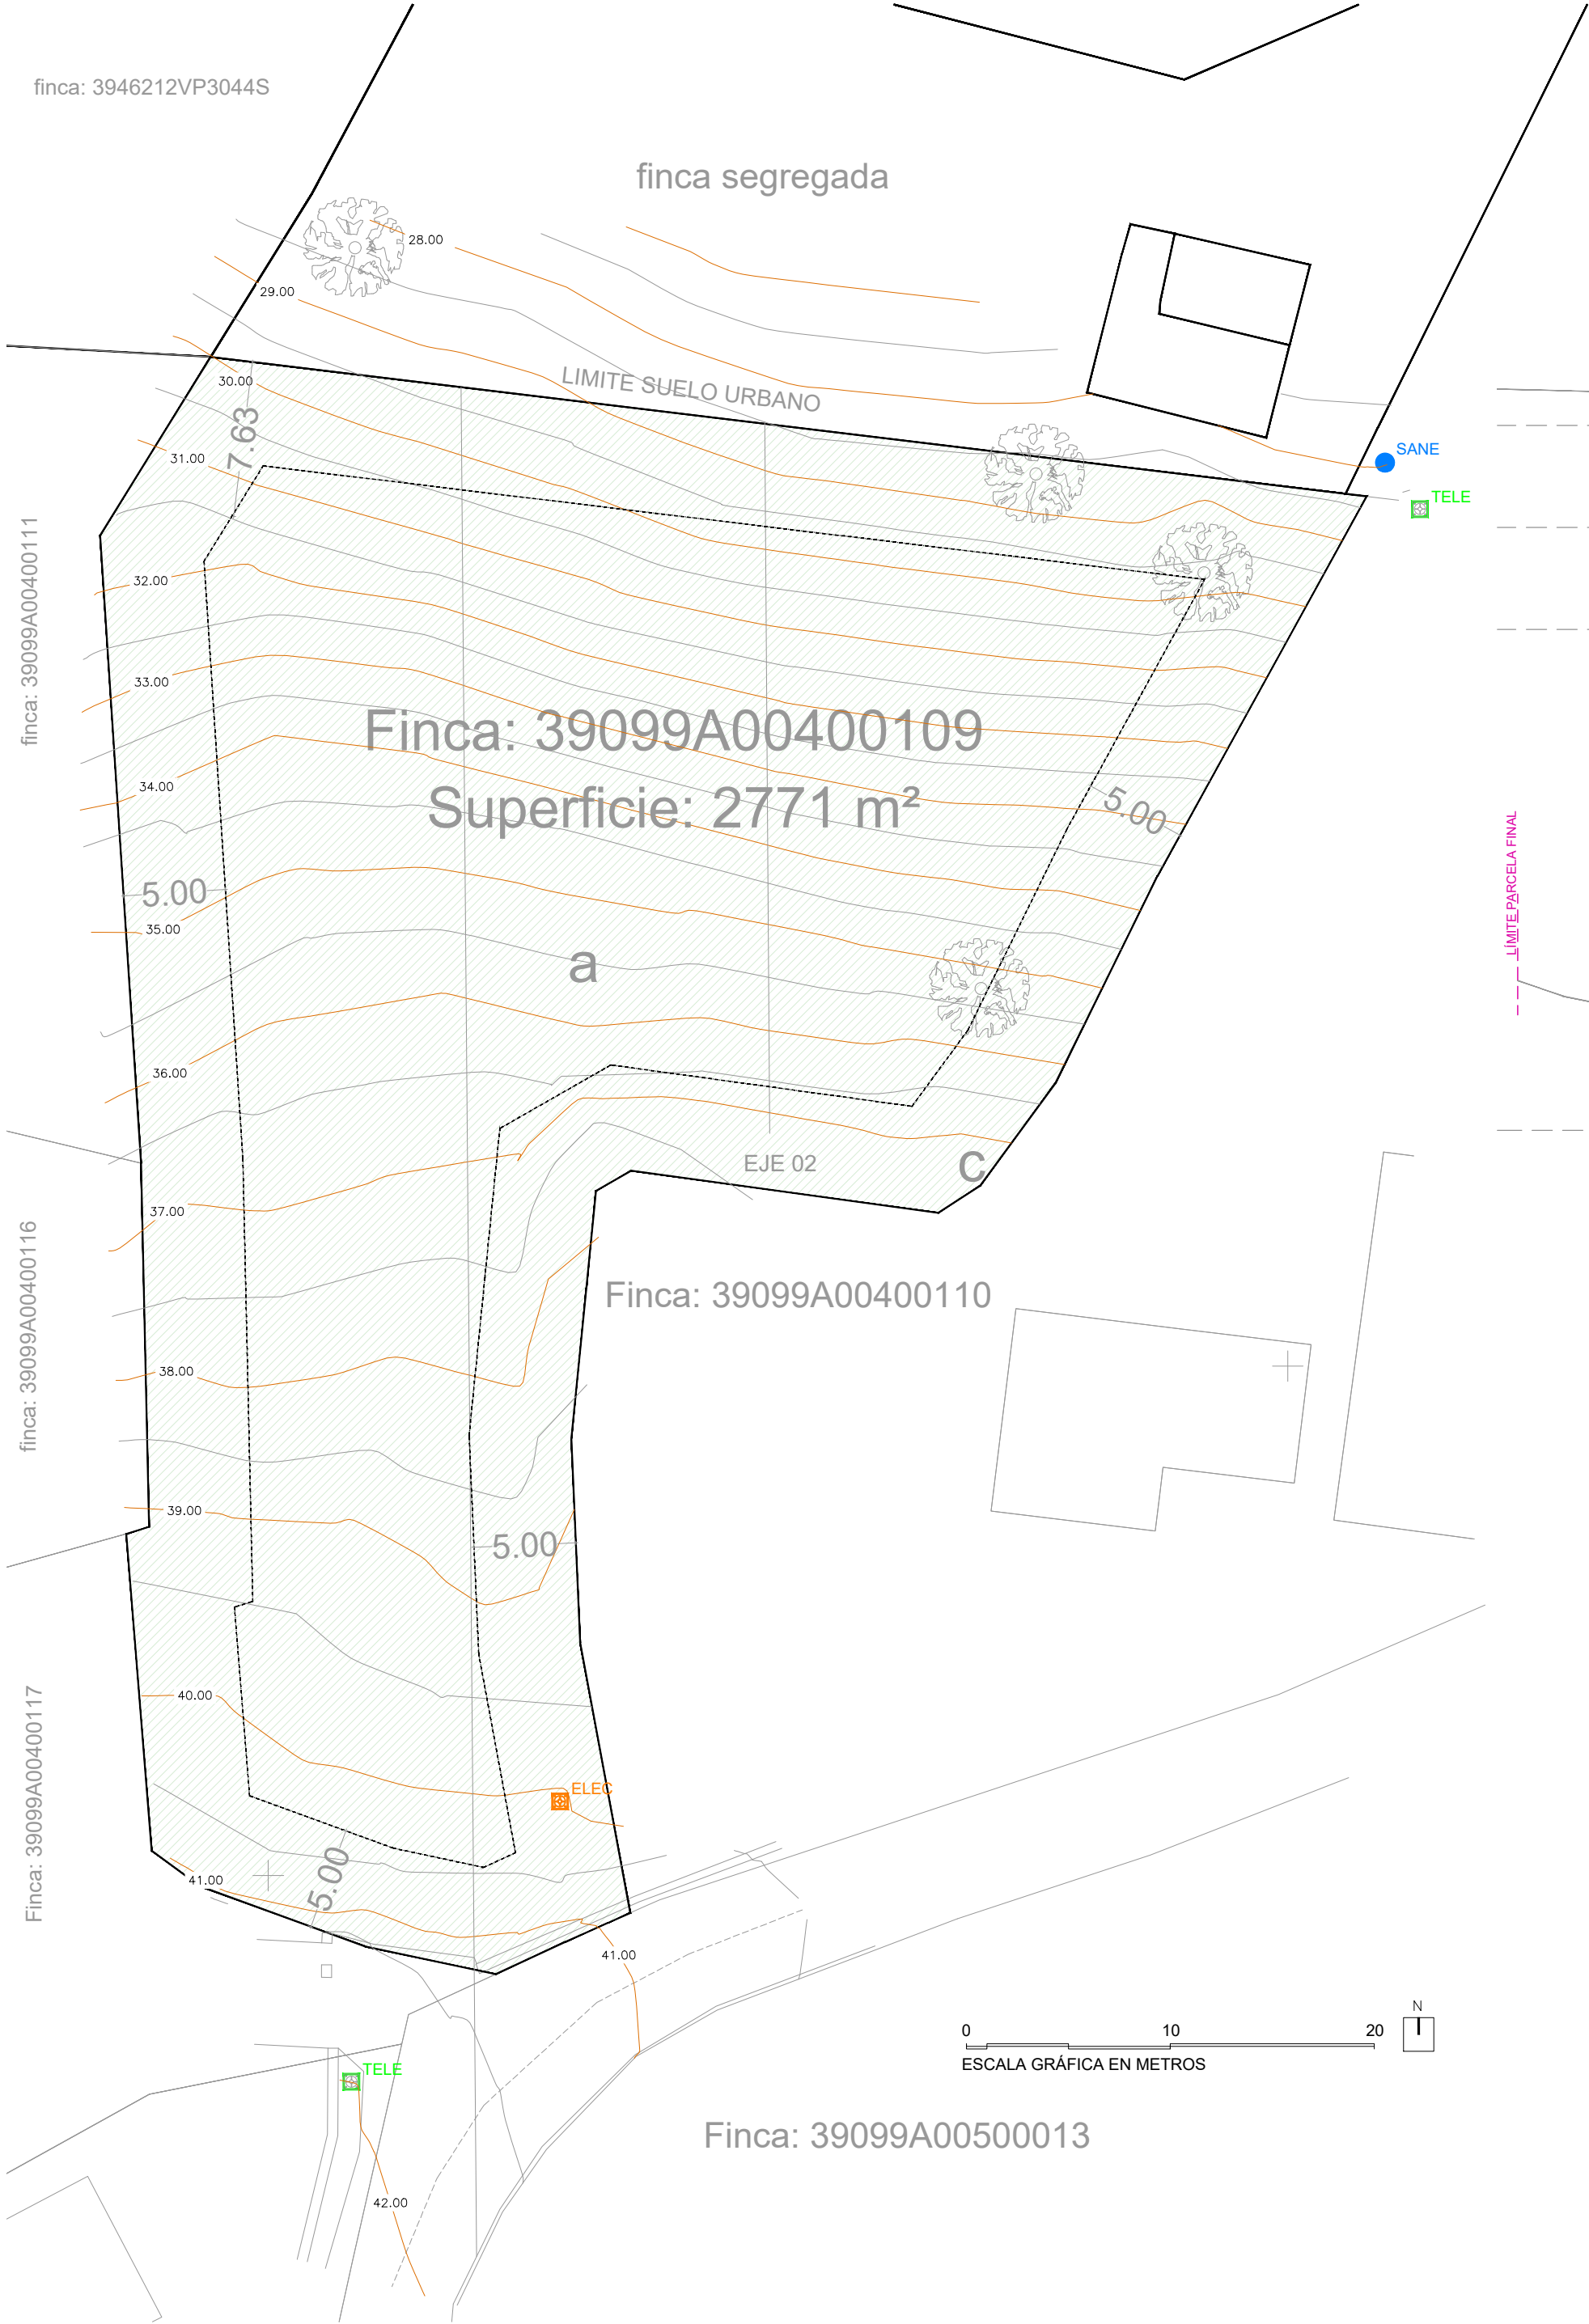 finca: 3946212VP3044S
finca segregada
28.00
29.00
30.00
LIMITE SUELO URBANO
7.63
31.00
SANE
TELE
finca: 39099A00400111
32.00
33.00
Finca: 39099A00400109
34.00
Superficie: 2771 m²
5.00
LÍMITE PARCELA FINAL
5.00
35.00
a
36.00
EJE 02
c
37.00
finca: 39099A00400116
Finca: 39099A00400110
38.00
39.00
5.00
40.00
Finca: 39099A00400117
ELEC
41.00
5.00
41.00
N
0 10 20
ESCALA GRÁFICA EN METROS
TELE
Finca: 39099A00500013
42.00